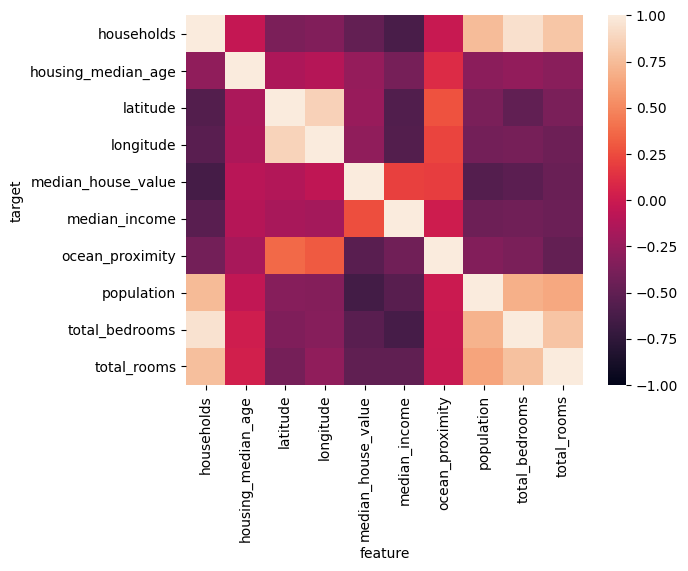 households
housing_median_age
latitude
longitude
median_house_value
median_income
ocean_proximity
population
total_bedrooms
total_rooms
target
households
housing_median_age
latitude
longitude
median_house_value
median_income
ocean_proximity
population
total_bedrooms
total_rooms
feature
1.00
0.75
0.50
0.25
0.00
−0.25
−0.50
−0.75
−1.00